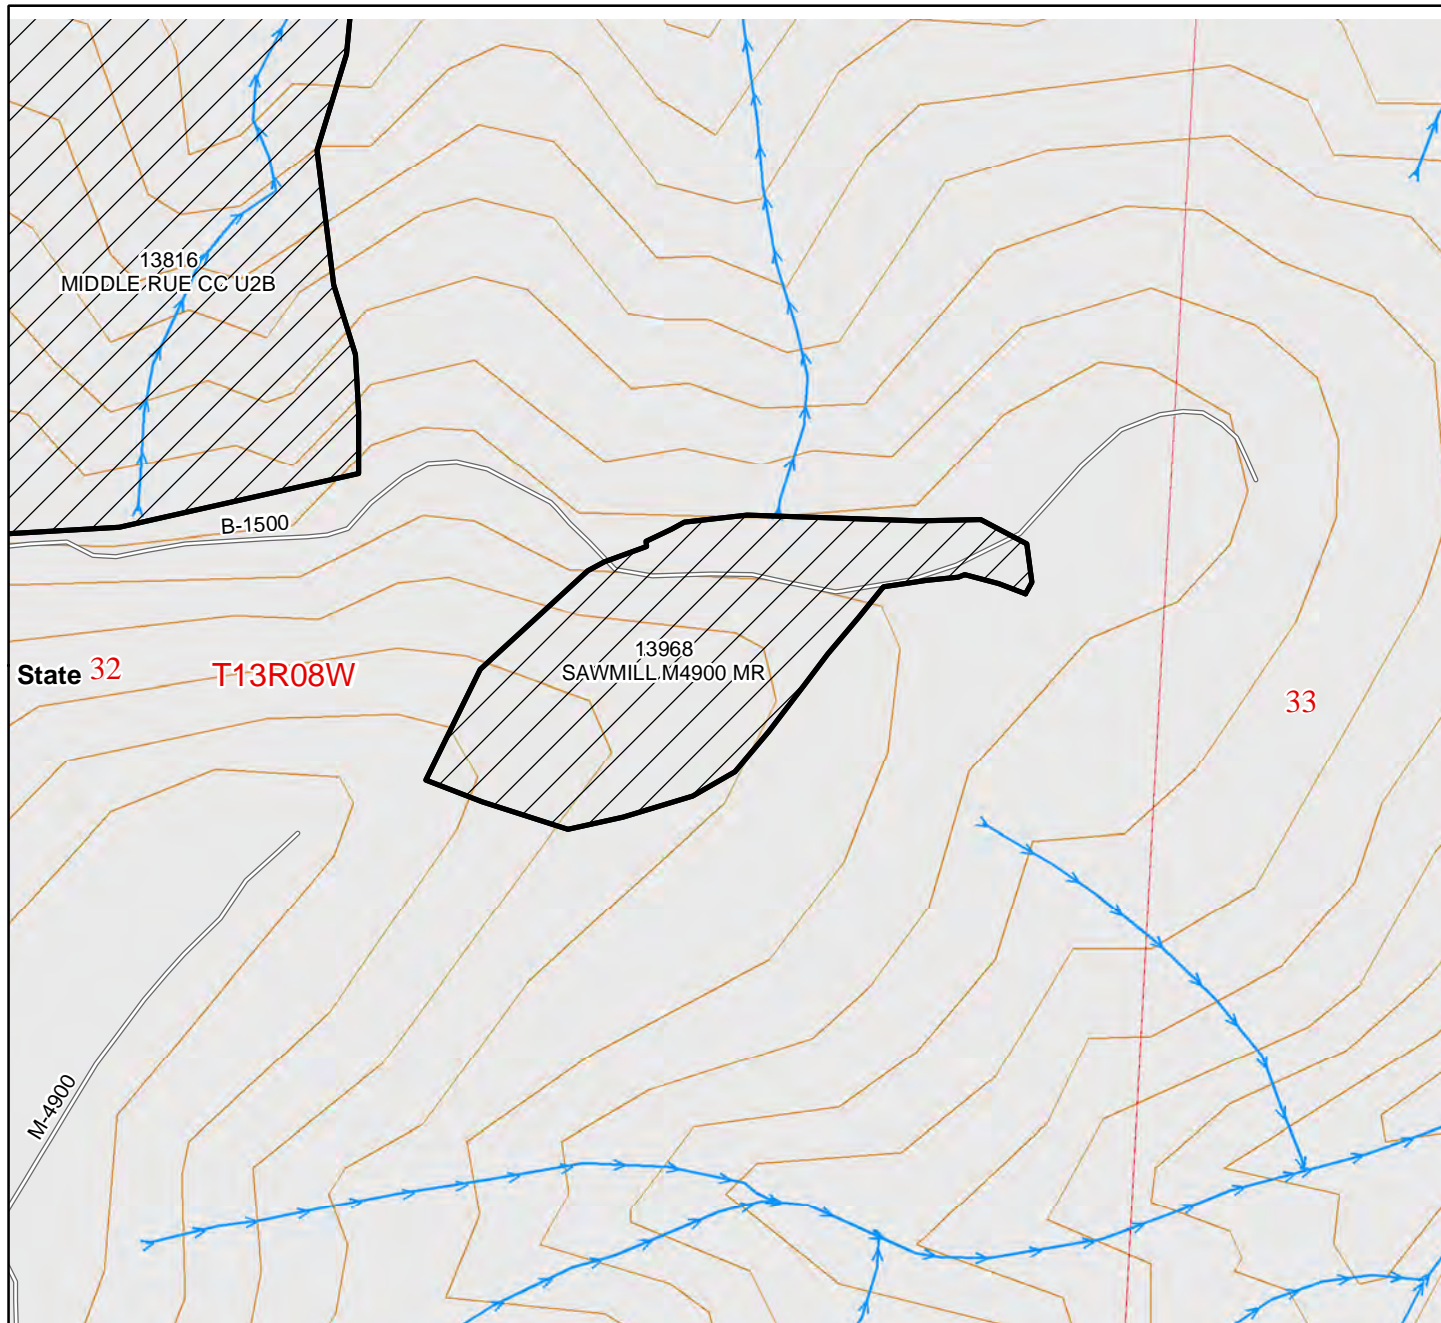 13816
MIDDLE RUE CC U2B
B-1500
13968
SAWMILL M4900 MR
State 32
T13R08W
33
M-4900